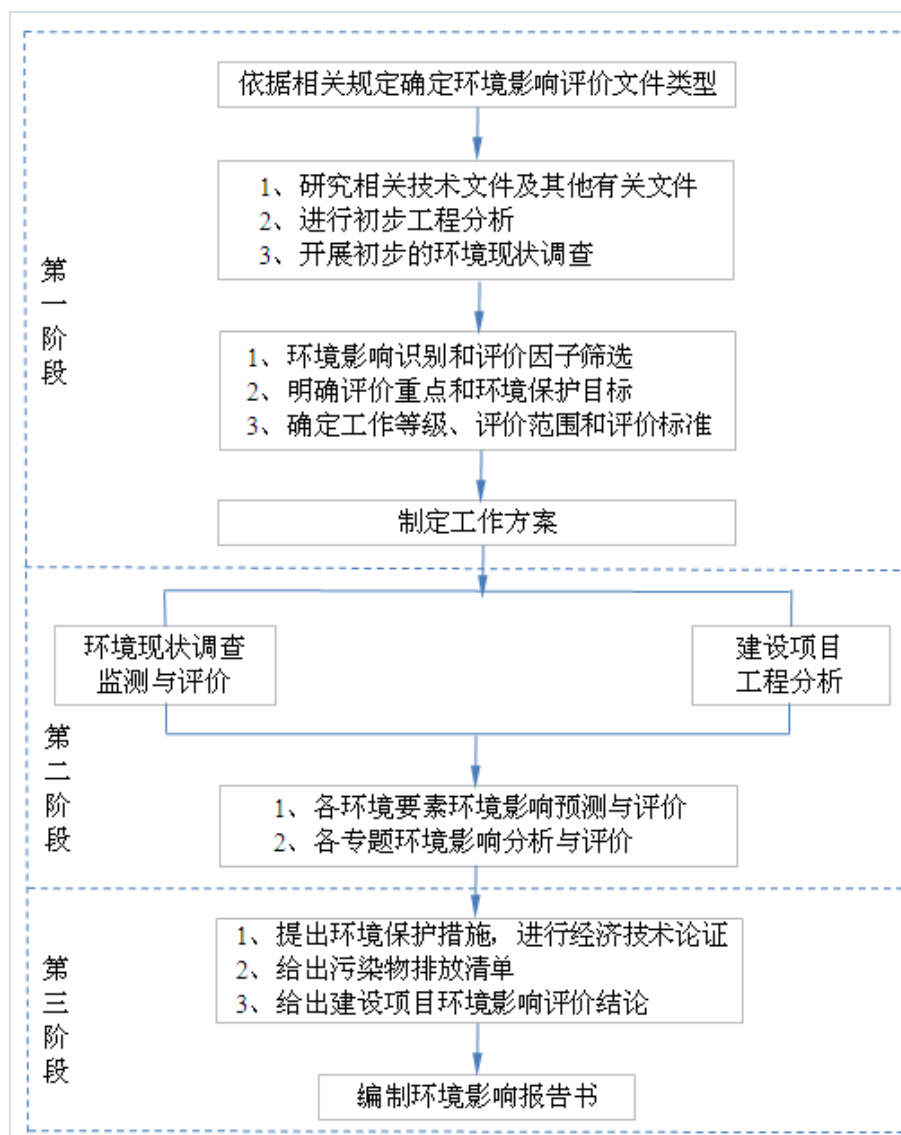 依据相关规定确定环境影响评价文件类型
1、研究相关技术文件及其他有关文件
2、进行初步工程分析
3、开展初步的环境现状调查
第一阶段
1、环境影响识别和评价因子筛选
2、明确评价重点和环境保护目标
3、确定工作等级、评价范围和评价标准
制定工作方案
环境现状调查
监测与评价
建设项目
工程分析
第二阶段
1、各环境要素环境影响预测与评价
2、各专题环境影响分析与评价
第三阶段
1、提出环境保护措施，进行经济技术论证
2、给出污染物排放清单
3、给出建设项目环境影响评价结论
编制环境影响报告书